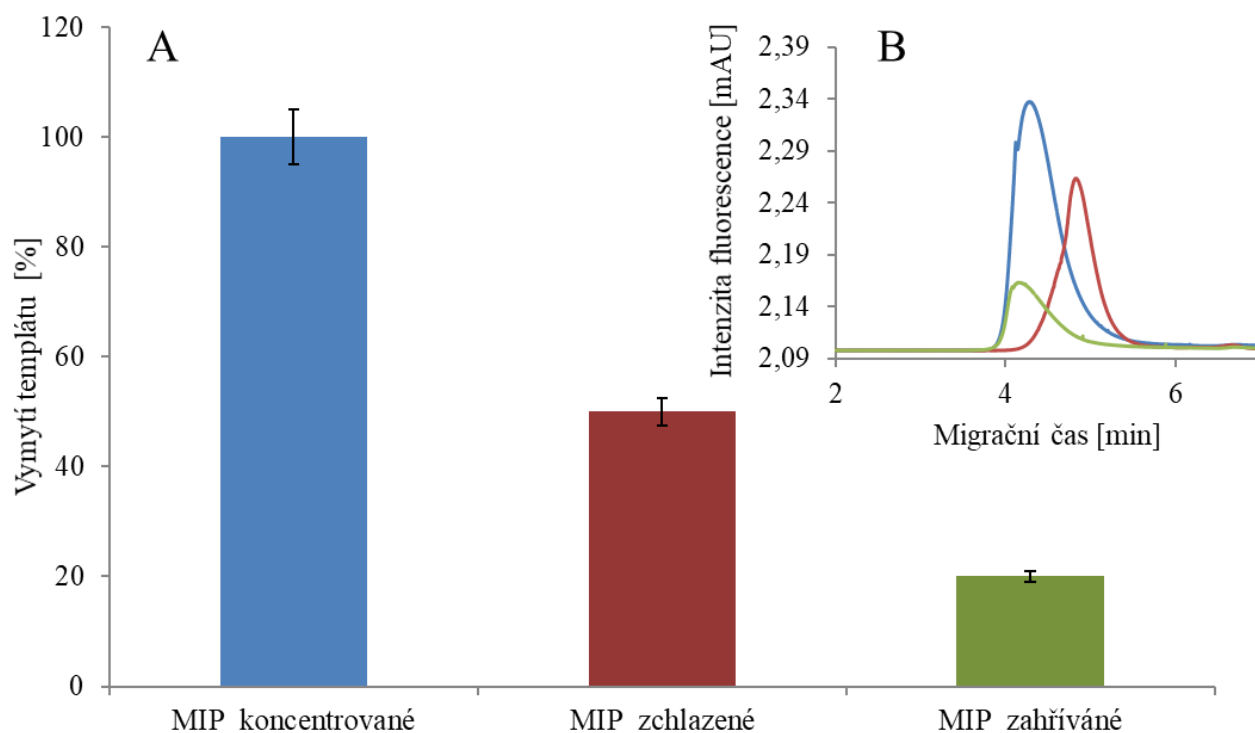 A
Vymytí templátu [%]
120
100
80
60
40
20
0
MIP koncentrované
MIP zchlazené
MIP zahříváné
B
Intenzita fluorescence [mAU]
2,39
2,34
2,29
2,24
2,19
2,14
2,09
2
4
6
Migrační čas [min]